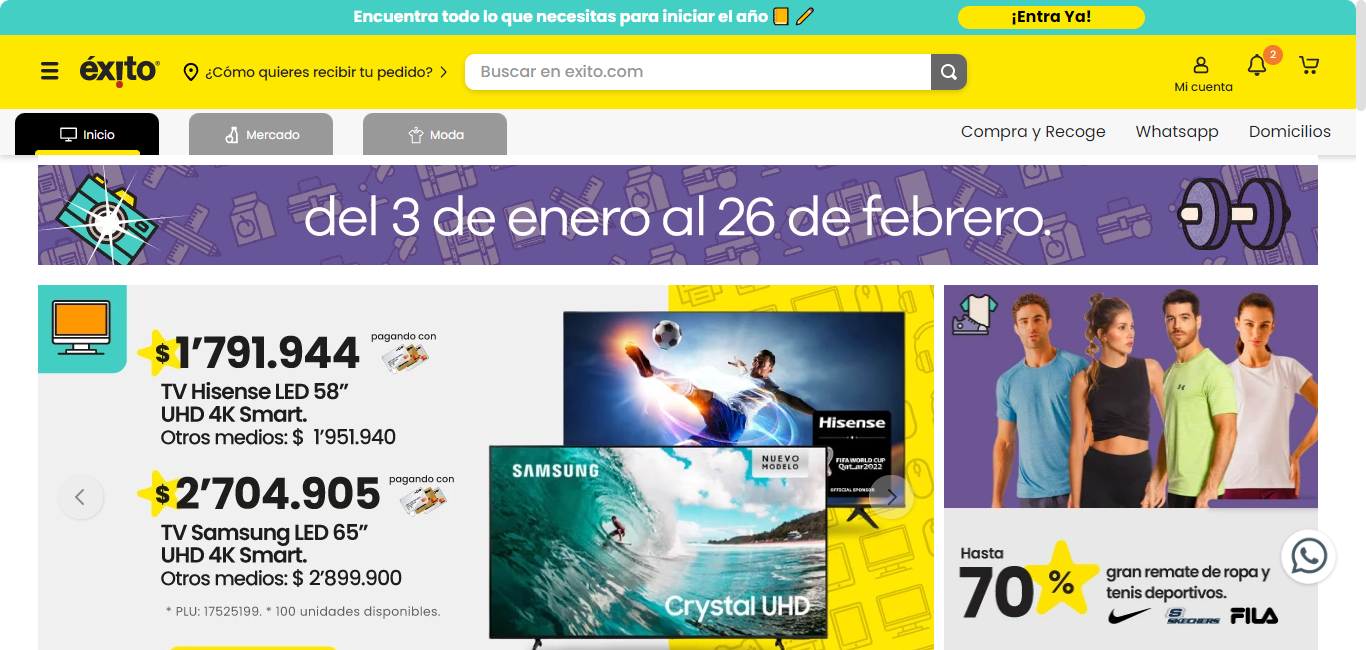 Encuentra todo lo que necesitas para iniciar el año
¡Entra Ya!
éxito
¿Cómo quieres recibir tu pedido?
Buscar en exito.com
Mi cuenta
2
Inicio
Mercado
Moda
Compra y Recoge
Whatsapp
Domicilios
del 3 de enero al 26 de febrero.
$1’791.944
pagando con
TV Hisense LED 58”
UHD 4K Smart.
Otros medios: $ 1’951.940
$2’704.905
pagando con
TV Samsung LED 65”
UHD 4K Smart.
Otros medios: $ 2’899.900
* PLU: 17525199. * 100 unidades disponibles.
Hisense
FIFA WORLD CUP
Qatar2022
OFFICIAL SPONSOR
SAMSUNG
NUEVO
MODELO
Crystal UHD
Hasta
70%
gran remate de ropa y
tenis deportivos.
SKECHERS
FILA